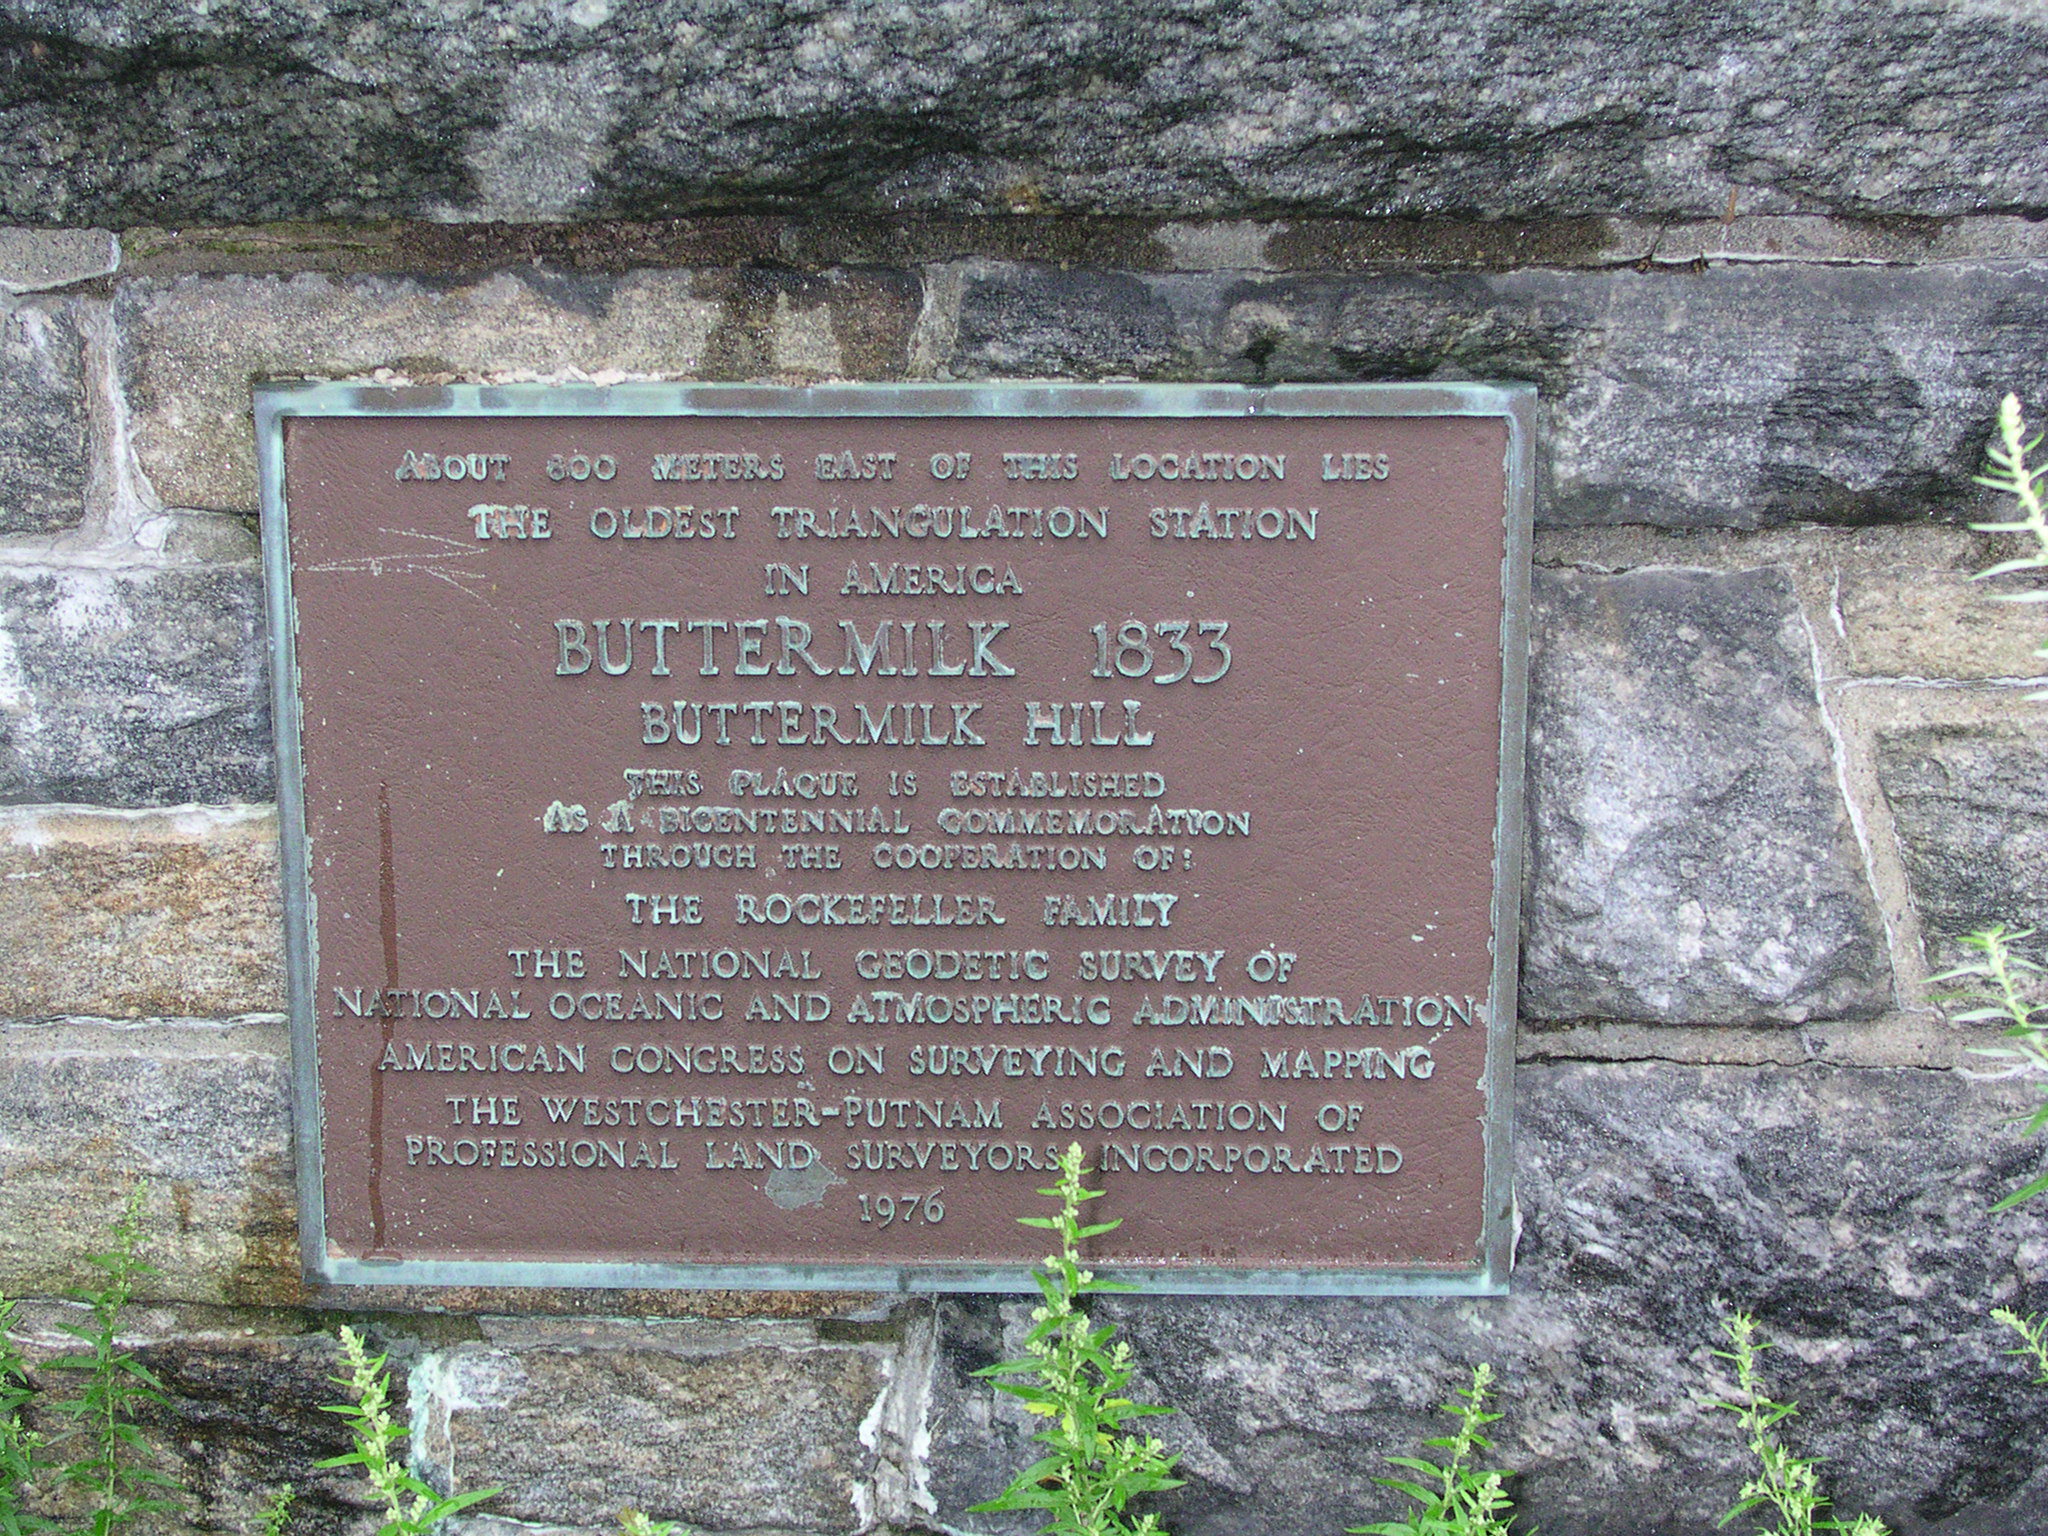 ABOUT 800 METERS EAST OF THIS LOCATION LIES
THE OLDEST TRIANGULATION STATION
IN AMERICA
BUTTERMILK 1833
BUTTERMILK HILL
THIS PLAQUE IS ESTABLISHED
AS A BICENTENNIAL COMMEMORATION
THROUGH THE COOPERATION OF:
THE ROCKEFELLER FAMILY
THE NATIONAL GEODETIC SURVEY OF
NATIONAL OCEANIC AND ATMOSPHERIC ADMINISTRATION
AMERICAN CONGRESS ON SURVEYING AND MAPPING
THE WESTCHESTER-PUTNAM ASSOCIATION OF
PROFESSIONAL LAND SURVEYORS INCORPORATED
1976